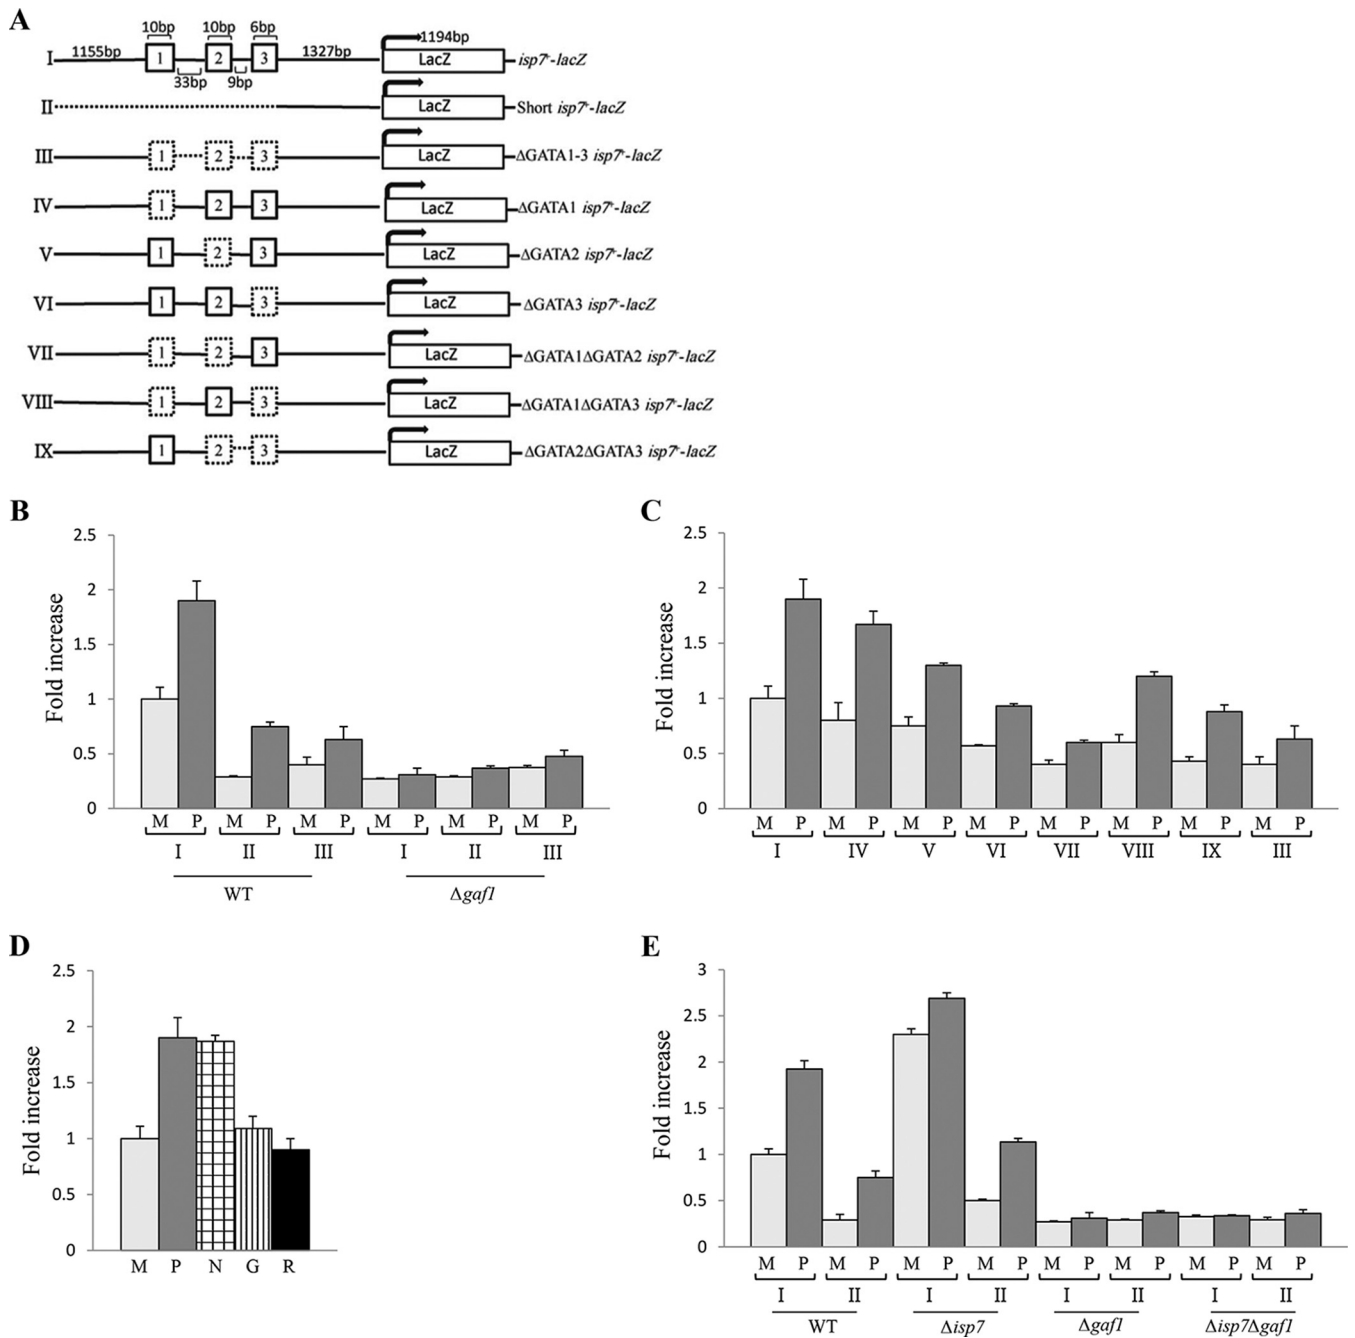 A
10bp 10bp 6bp
I 1155bp 1 2 3 1327bp 1194bp LacZ isp7⁺-lacZ
33bp 9bp
II LacZ Short isp7⁺-lacZ
III 1 2 3 LacZ ΔGATA1-3 isp7⁺-lacZ
IV 1 2 3 LacZ ΔGATA1 isp7⁺-lacZ
V 1 2 3 LacZ ΔGATA2 isp7⁺-lacZ
VI 1 2 3 LacZ ΔGATA3 isp7⁺-lacZ
VII 1 2 3 LacZ ΔGATA1ΔGATA2 isp7⁺-lacZ
VIII 1 2 3 LacZ ΔGATA1ΔGATA3 isp7⁺-lacZ
IX 1 2 3 LacZ ΔGATA2ΔGATA3 isp7⁺-lacZ
B
Fold increase
2.5
2
1.5
1
0.5
0
M P M P M P M P M P M P
I II III I II III
WT Δgaf1
C
Fold increase
2.5
2
1.5
1
0.5
0
M P M P M P M P M P M P M P M P
I IV V VI VII VIII IX III
D
Fold increase
2.5
2
1.5
1
0.5
0
M P N G R
E
Fold increase
3
2.5
2
1.5
1
0.5
0
M P M P M P M P M P M P M P M P
I II I II I II I II
WT Δisp7 Δgaf1 Δisp7Δgaf1